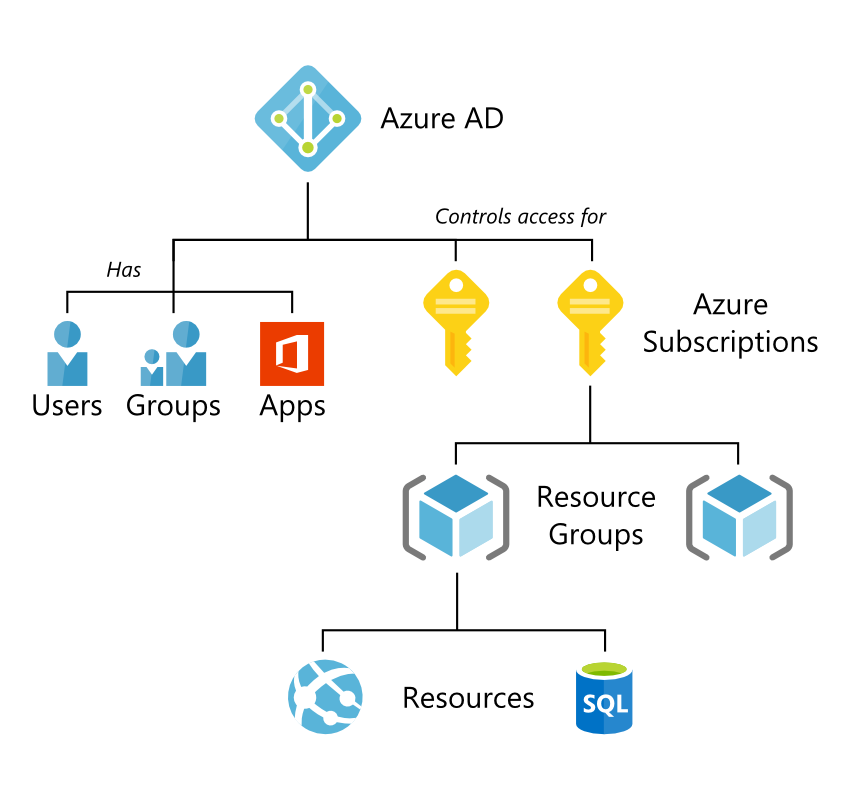 Azure AD
Controls access for
Has
Azure
Subscriptions
Users
Groups
Apps
Resource
Groups
Resources
SQL